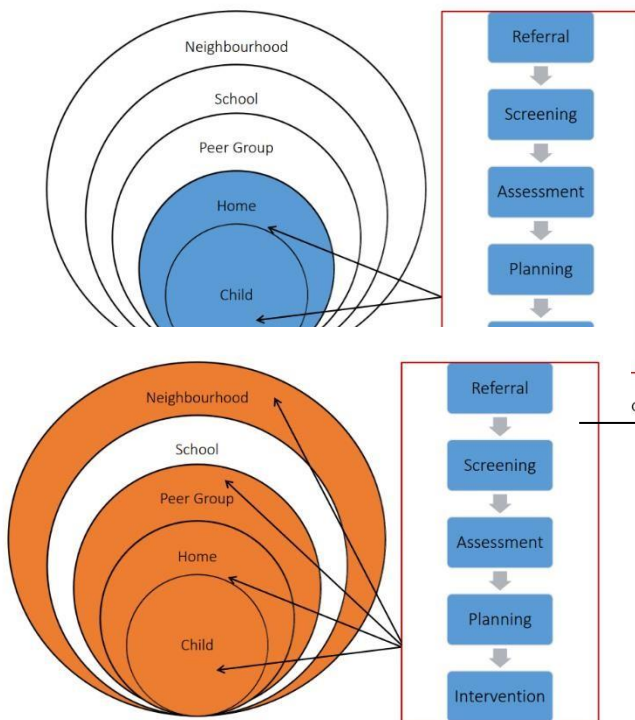 Neighbourhood
School
Peer Group
Home
Child
Referral
Screening
Assessment
Planning
Neighbourhood
School
Peer Group
Home
Child
Referral
Screening
Assessment
Planning
Intervention